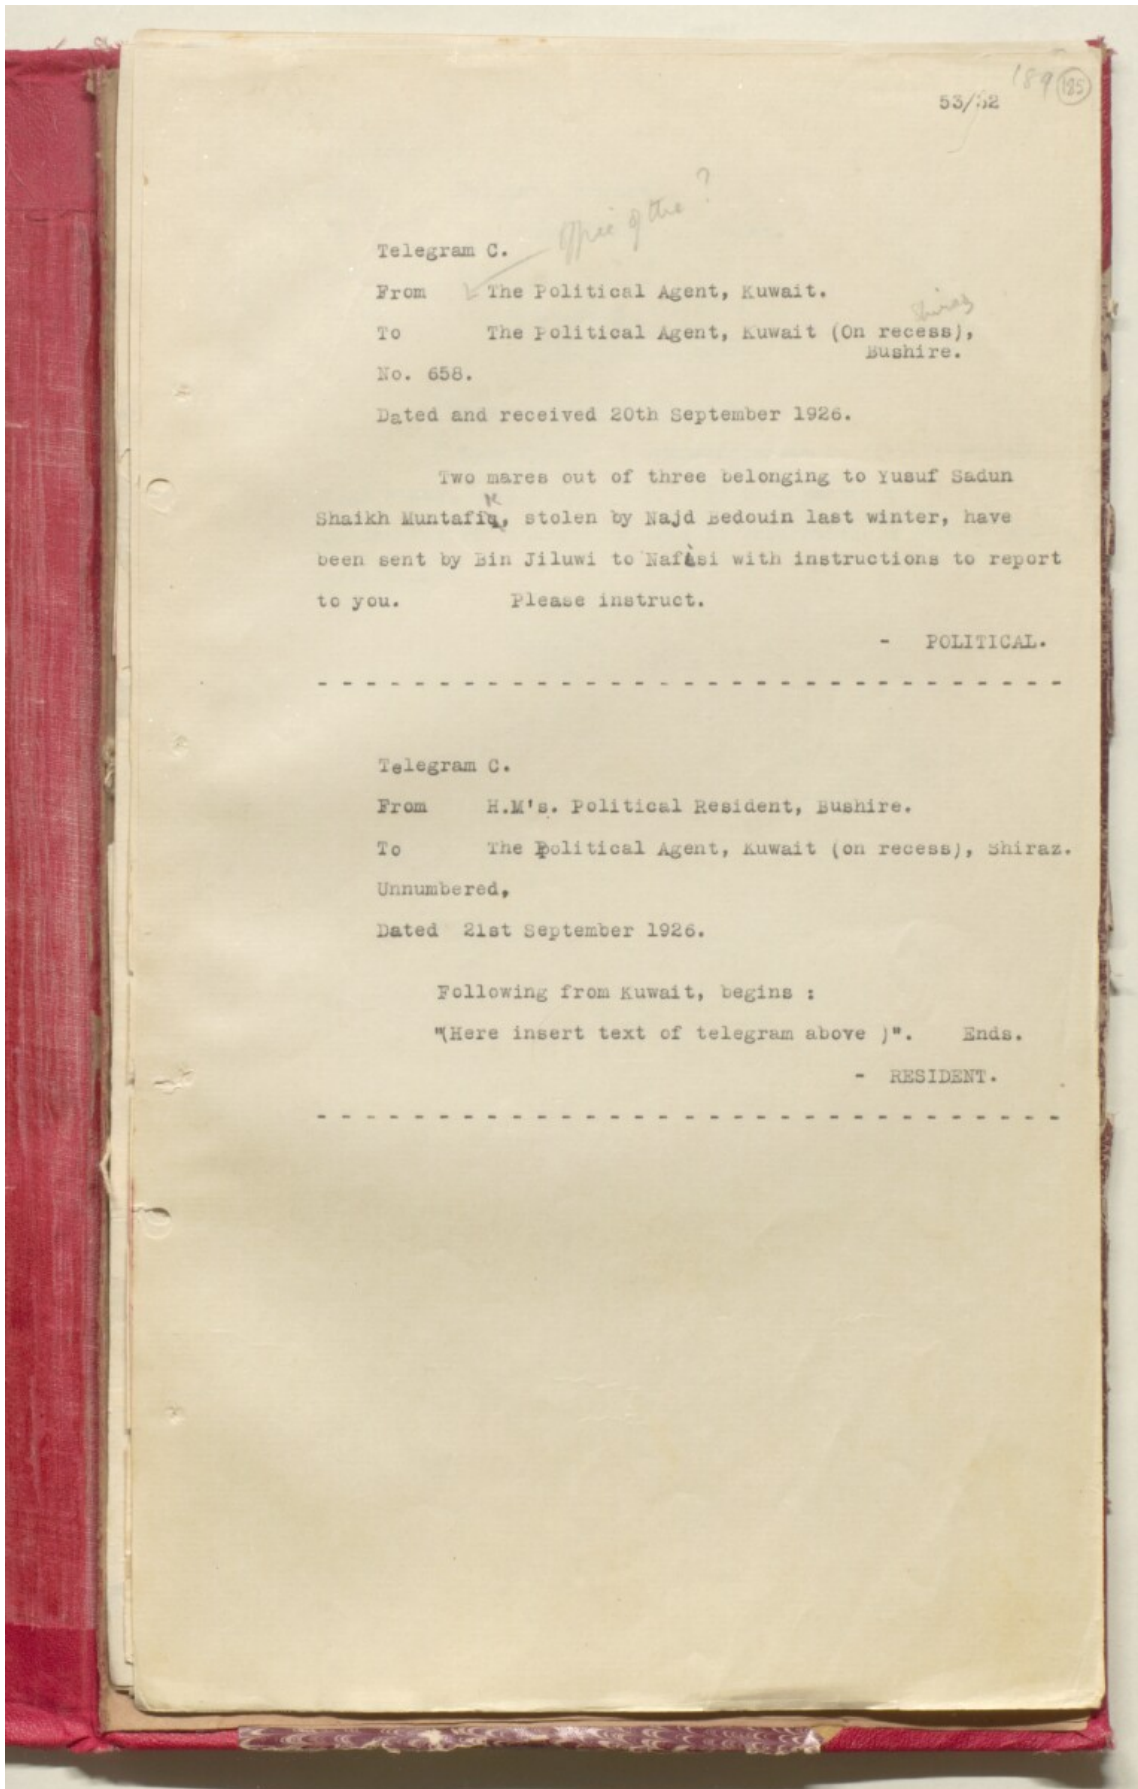 189 185
53/52
Office of the ?
Telegram C.
From The Political Agent, Kuwait.
Shiraz
To The Political Agent, Kuwait (On recess),
Bushire.
No. 658.
Dated and received 20th September 1926.
Two mares out of three belonging to Yusuf Sadun
K
Shaikh Muntafiq, stolen by Najd Bedouin last winter, have
been sent by Bin Jiluwi to Nafisi with instructions to report
to you. Please instruct.
- POLITICAL.
- - - - - - - - - - - - - - - - - - - - - - - - - - - - - - -
Telegram C.
From H.M's. Political Resident, Bushire.
To The Political Agent, Kuwait (on recess), Shiraz.
Unnumbered,
Dated 21st September 1926.
Following from Kuwait, begins :
"(Here insert text of telegram above )". Ends.
- RESIDENT.
- - - - - - - - - - - - - - - - - - - - - - - - - - - - - - -